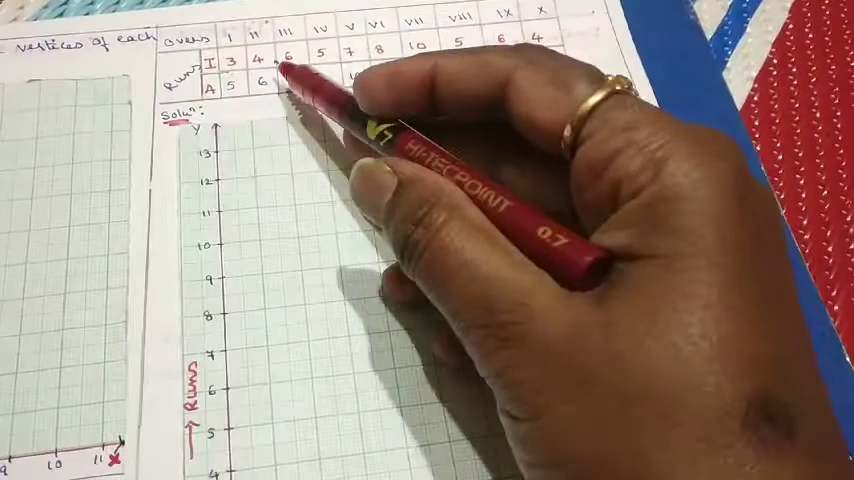 vertices of each
overs I II III IV V VI VII VIII IX X
Runs I 3 4 6 5 7 8 10 5 6 4
A 5 6
Solu:
Y
13
12
11
10
9
8
7
6
5
4
Runs
9 10 11 X
V7 HI-TECPOINT 0.7